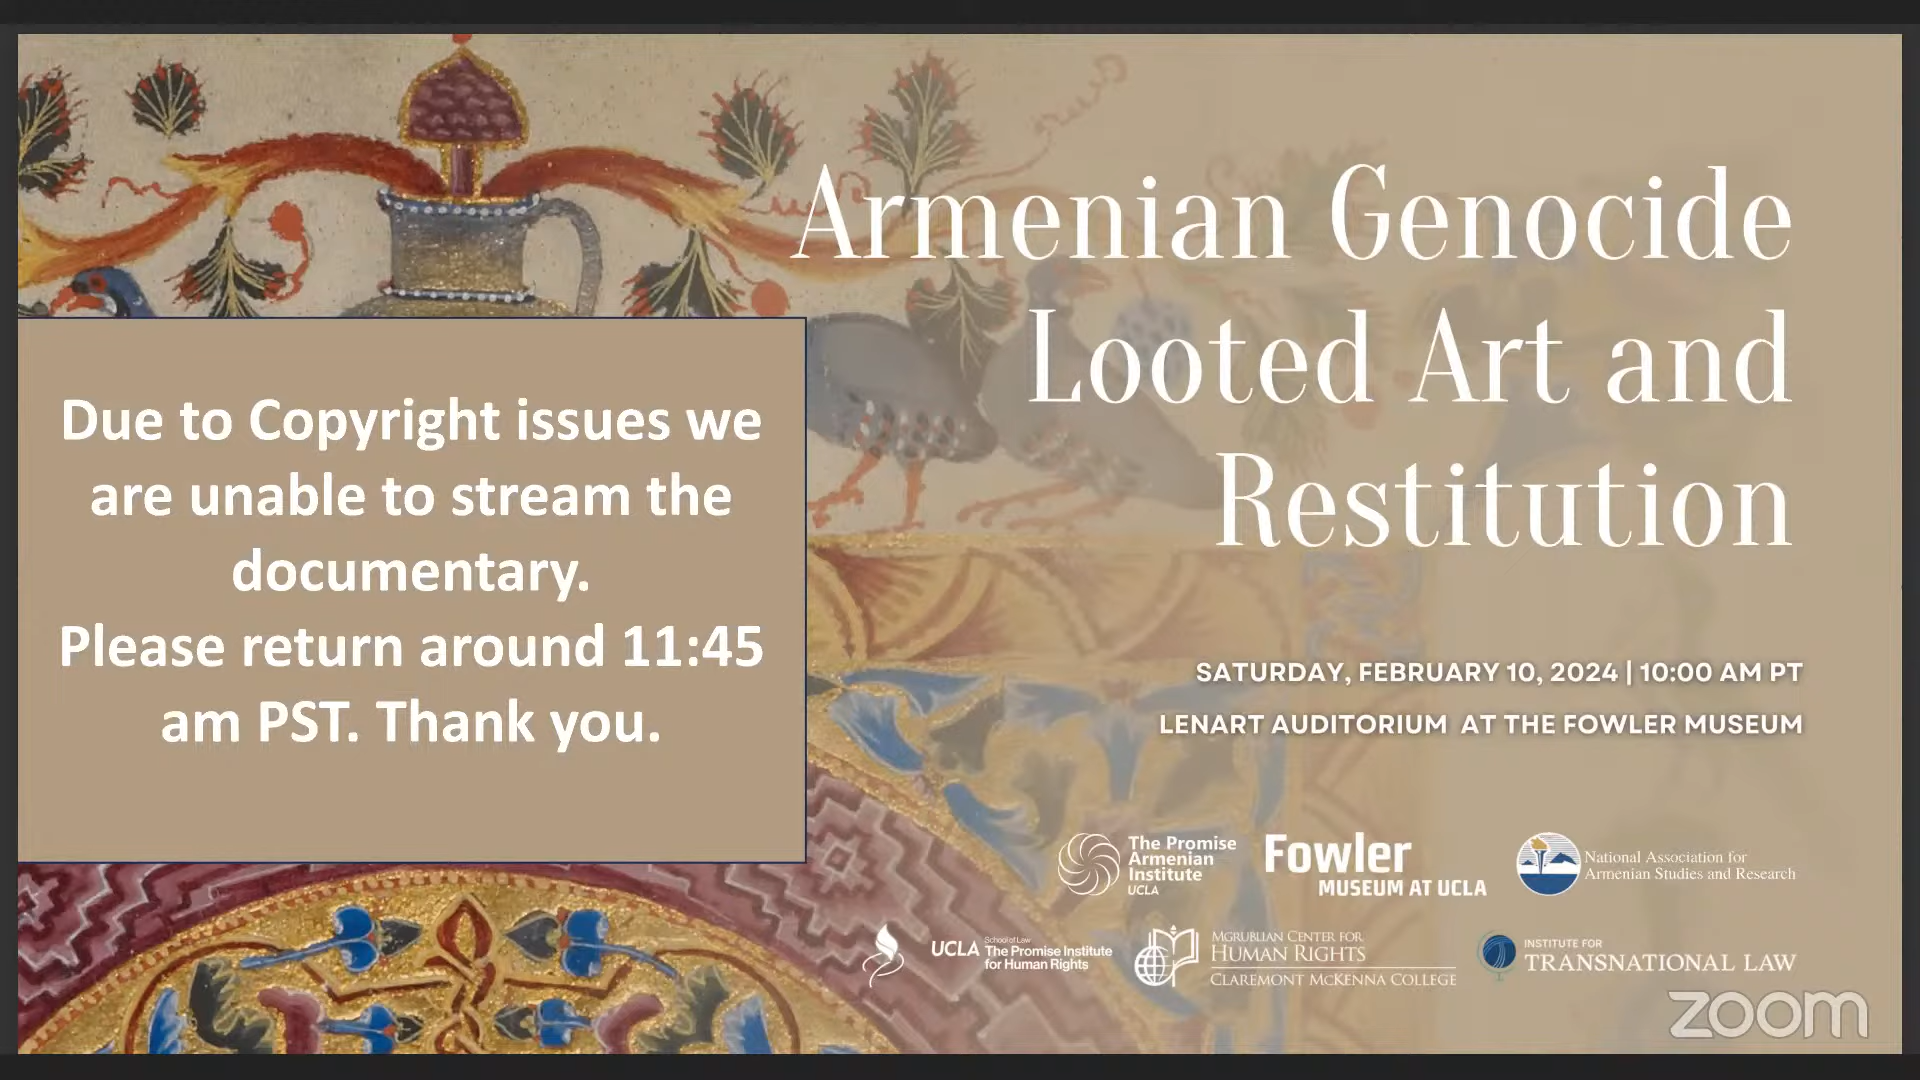 Armenian Genocide
Looted Art and
Restitution
Due to Copyright issues we
are unable to stream the
documentary.
Please return around 11:45
am PST. Thank you.
SATURDAY, FEBRUARY 10, 2024 | 10:00 AM PT
LENART AUDITORIUM AT THE FOWLER MUSEUM
The Promise
Armenian
Institute
UCLA
Fowler
MUSEUM AT UCLA
National Association for
Armenian Studies and Research
UCLA School of Law
The Promise Institute
for Human Rights
MGRUBLIAN CENTER FOR
HUMAN RIGHTS
CLAREMONT MCKENNA COLLEGE
INSTITUTE FOR
TRANSNATIONAL LAW
zoom